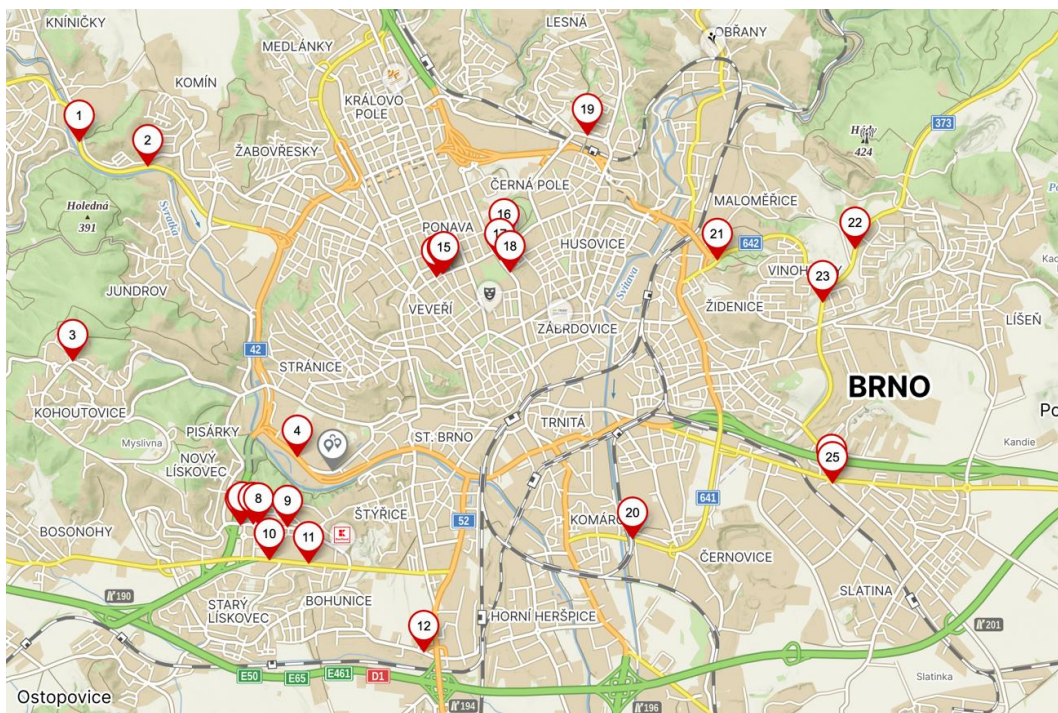 KNÍNIČKY
LESNÁ
OBŘANY
MEDLÁNKY
KOMÍN
KRÁLOVO
POLE
1
2
19
373
424
ŽABOVŘESKY
ČERNÁ POLE
Holedná
391
Svratka
MALOMĚŘICE
16
PONAVA
17
15
18
HUSOVICE
21
642
22
VINOHRADY
23
JUNDROV
VEVEŘÍ
Svitava
ŽIDENICE
LÍŠEŇ
ZÁBRDOVICE
3
42
STRÁNICE
BRNO
KOHOUTOVICE
Myslivna
PISÁRKY
4
ST. BRNO
TRNITÁ
Kandie
NOVÝ
LÍSKOVEC
25
8
9
ŠTÝŘICE
641
BOSONOHY
10
11
52
20
KOMÁROV
ČERNOVICE
190
STARÝ
LÍSKOVEC
BOHUNICE
SLATINA
12
HORNÍ HERŠPICE
201
E50
E65
E461
D1
Slatinka
Ostopovice
194
196